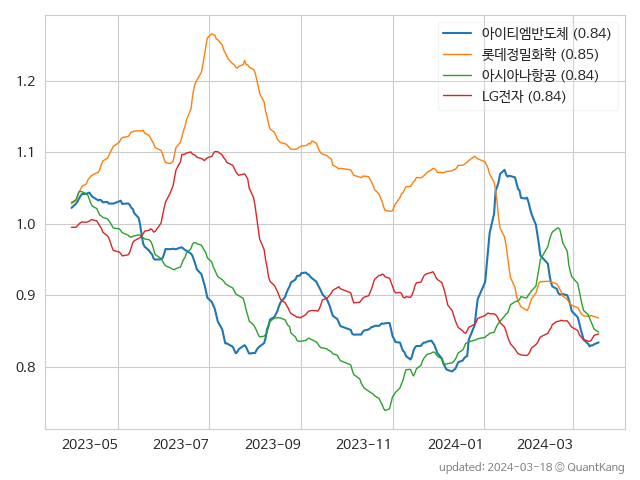 아이티엠반도체 (0.84)
롯데정밀화학 (0.85)
아시아나항공 (0.84)
LG전자 (0.84)
1.2
1.1
1.0
0.9
0.8
2023-05 2023-07 2023-09 2023-11 2024-01 2024-03
updated: 2024-03-18 © QuantKang